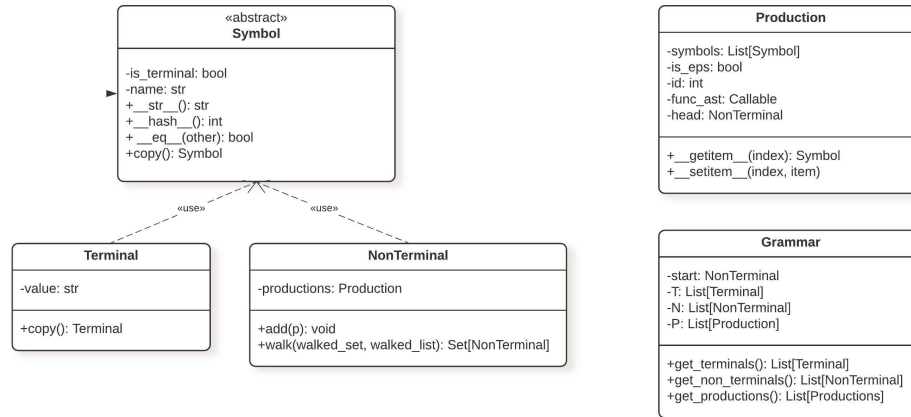 «abstract»
Symbol
-is_terminal: bool
-name: str
+__str__(): str
+__hash__(): int
+ __eq__(other): bool
+copy(): Symbol
«use»
«use»
Terminal
-value: str
+copy(): Terminal
NonTerminal
-productions: Production
+add(p): void
+walk(walked_set, walked_list): Set[NonTerminal]
Production
-symbols: List[Symbol]
-is_eps: bool
-id: int
-func_ast: Callable
-head: NonTerminal
+__getitem__(index): Symbol
+__setitem__(index, item)
Grammar
-start: NonTerminal
-T: List[Terminal]
-N: List[NonTerminal]
-P: List[Production]
+get_terminals(): List[Terminal]
+get_non_terminals(): List[NonTerminal]
+get_productions(): List[Productions]